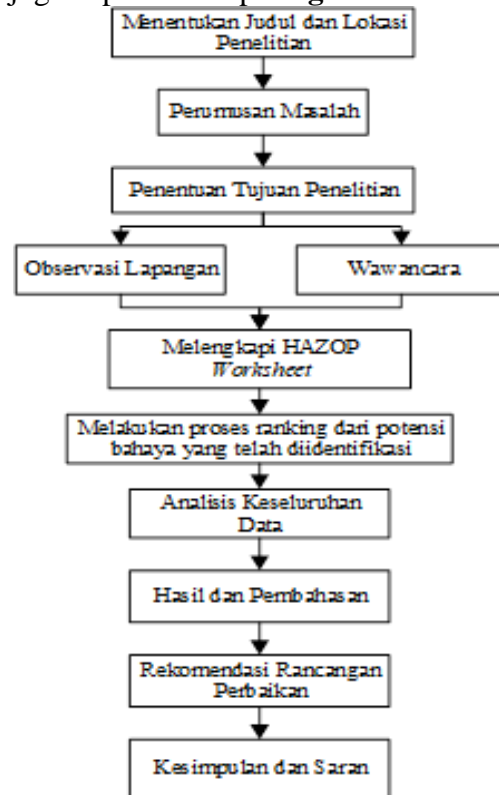 Menentukan Judul dan Lokasi
Penelitian
Perumusan Masalah
Penentuan Tujuan Penelitian
Observasi Lapangan
Wawancara
Melengkapi HAZOP
Worksheet
Melakukan proses ranking dari potensi
bahaya yang telah diidentifikasi
Analisis Keseluruhan
Data
Hasil dan Pembahasan
Rekomendasi Rancangan
Perbaikan
Kesimpulan dan Saran